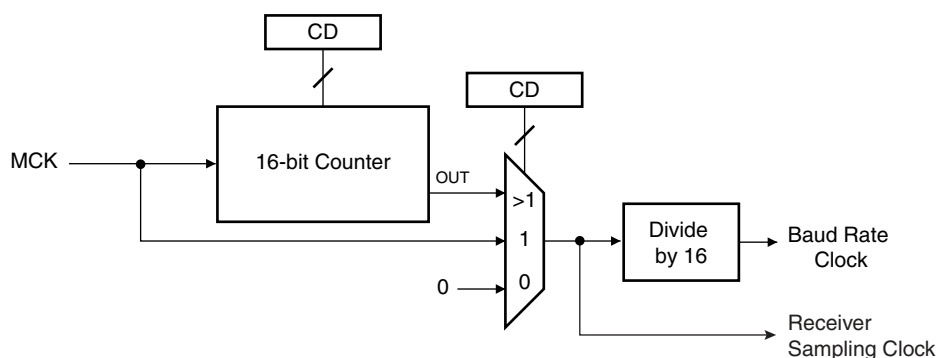 CD
CD
MCK
16-bit Counter
OUT
>1
1
0
0
Divide
by 16
Baud Rate
Clock
Receiver
Sampling Clock